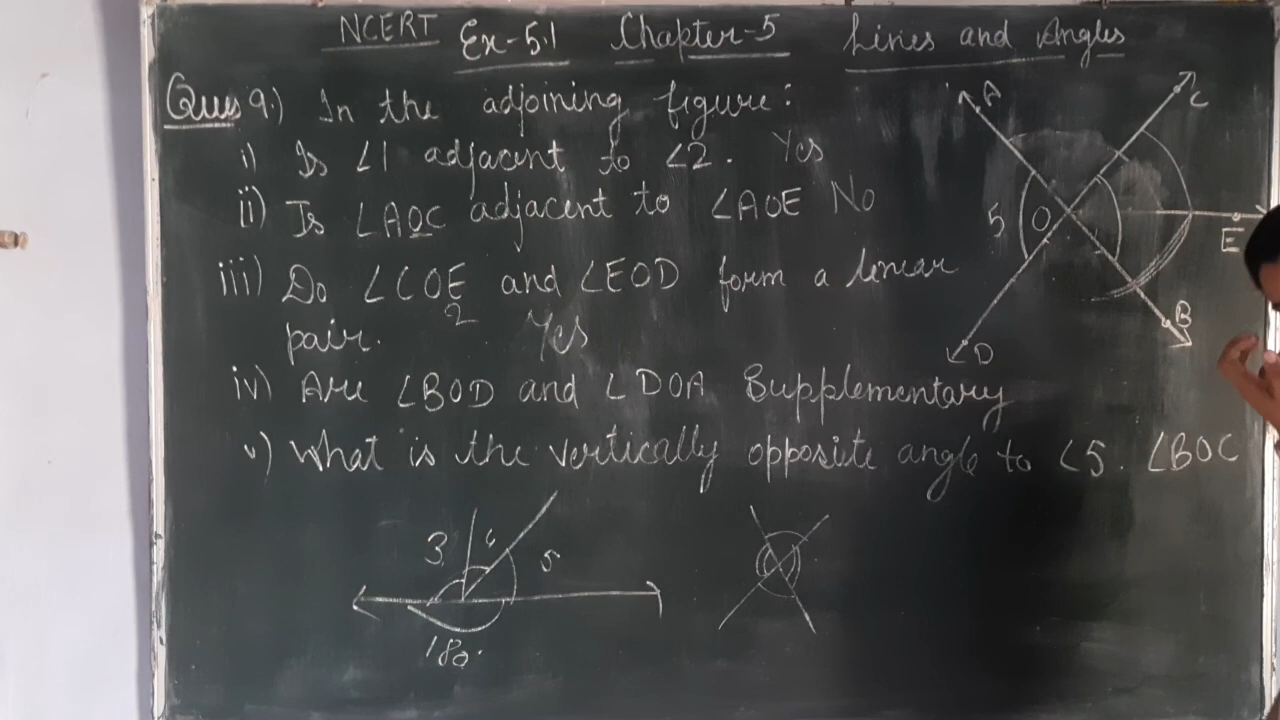 NCERT Ex-5.1 Chapter-5 Lines and Angles
Ques 9.) In the adjoining figure:
i) Is ∠1 adjacent to ∠2. Yes
ii) Is ∠AOC adjacent to ∠AOE No
iii) Do ∠COE and ∠EOD form a linear
2
pair. Yes
iv) Are ∠BOD and ∠DOA Supplementary
v) What is the vertically opposite angle to ∠5. ∠BOC
A
C
5 O
E
B
D
3 5
180°